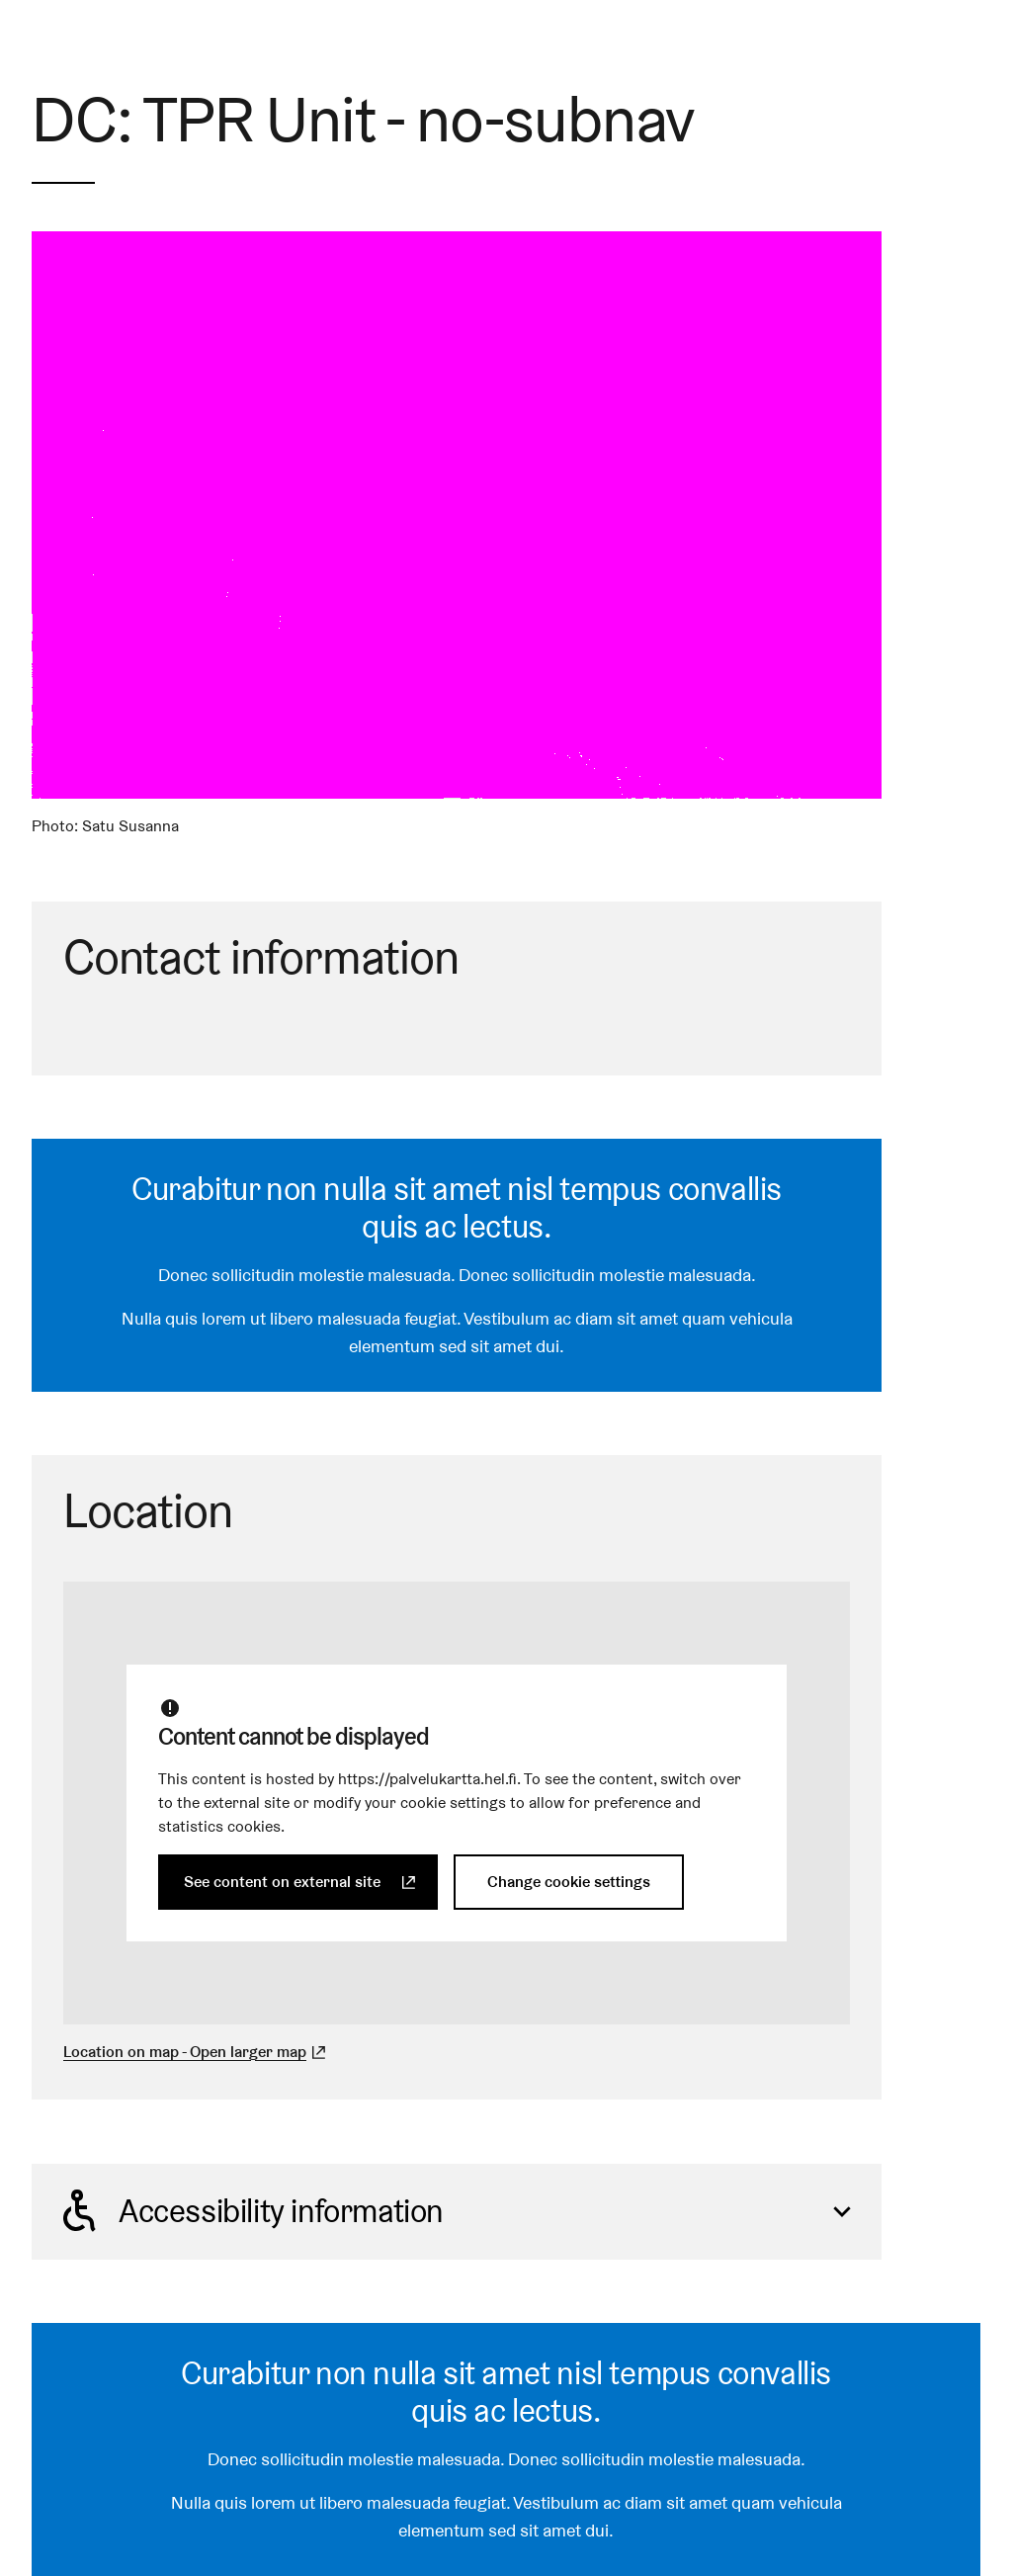 DC: TPR Unit - no-subnav
Photo: Satu Susanna
Contact information
Curabitur non nulla sit amet nisl tempus convallis
quis ac lectus.
Donec sollicitudin molestie malesuada. Donec sollicitudin molestie malesuada.
Nulla quis lorem ut libero malesuada feugiat. Vestibulum ac diam sit amet quam vehicula
elementum sed sit amet dui.
Location
Content cannot be displayed
This content is hosted by https://palvelukartta.hel.fi. To see the content, switch over
to the external site or modify your cookie settings to allow for preference and
statistics cookies.
See content on external site
Change cookie settings
Location on map - Open larger map
Accessibility information
Curabitur non nulla sit amet nisl tempus convallis
quis ac lectus.
Donec sollicitudin molestie malesuada. Donec sollicitudin molestie malesuada.
Nulla quis lorem ut libero malesuada feugiat. Vestibulum ac diam sit amet quam vehicula
elementum sed sit amet dui.